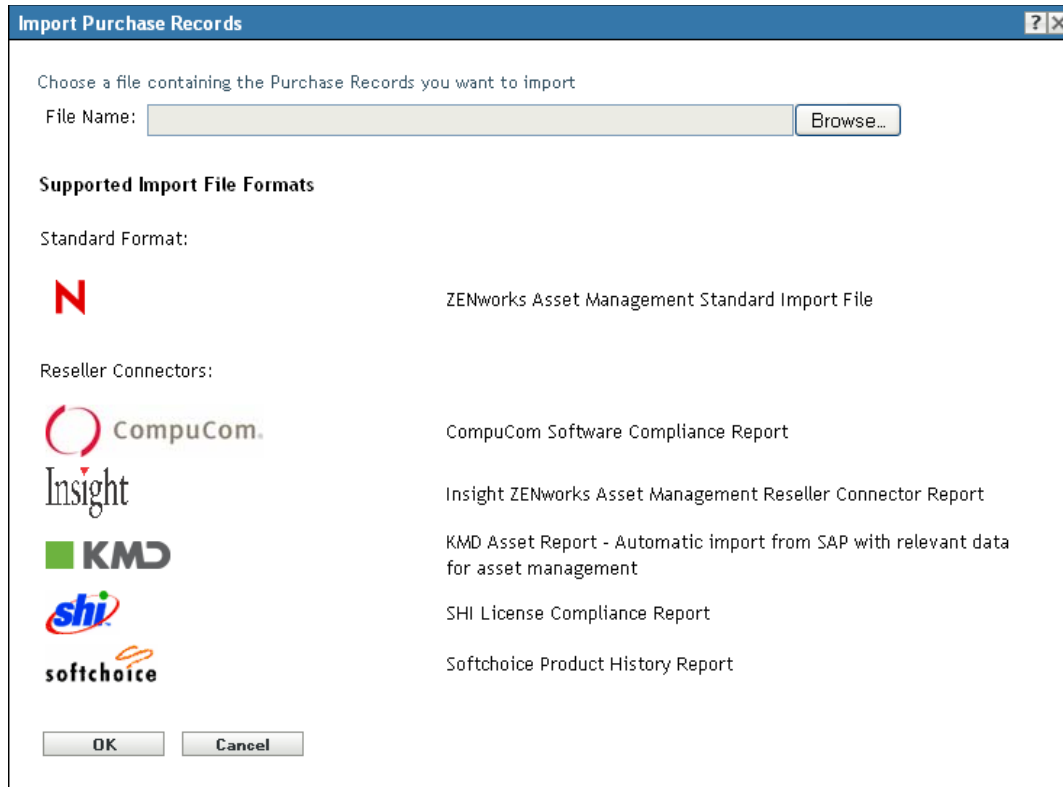 Import Purchase Records ? X
Choose a file containing the Purchase Records you want to import
File Name: Browse...
Supported Import File Formats
Standard Format:
N ZENworks Asset Management Standard Import File
Reseller Connectors:
CompuCom. CompuCom Software Compliance Report
Insight Insight ZENworks Asset Management Reseller Connector Report
KMD KMD Asset Report - Automatic import from SAP with relevant data
for asset management
shi SHI License Compliance Report
softchoice Softchoice Product History Report
OK Cancel